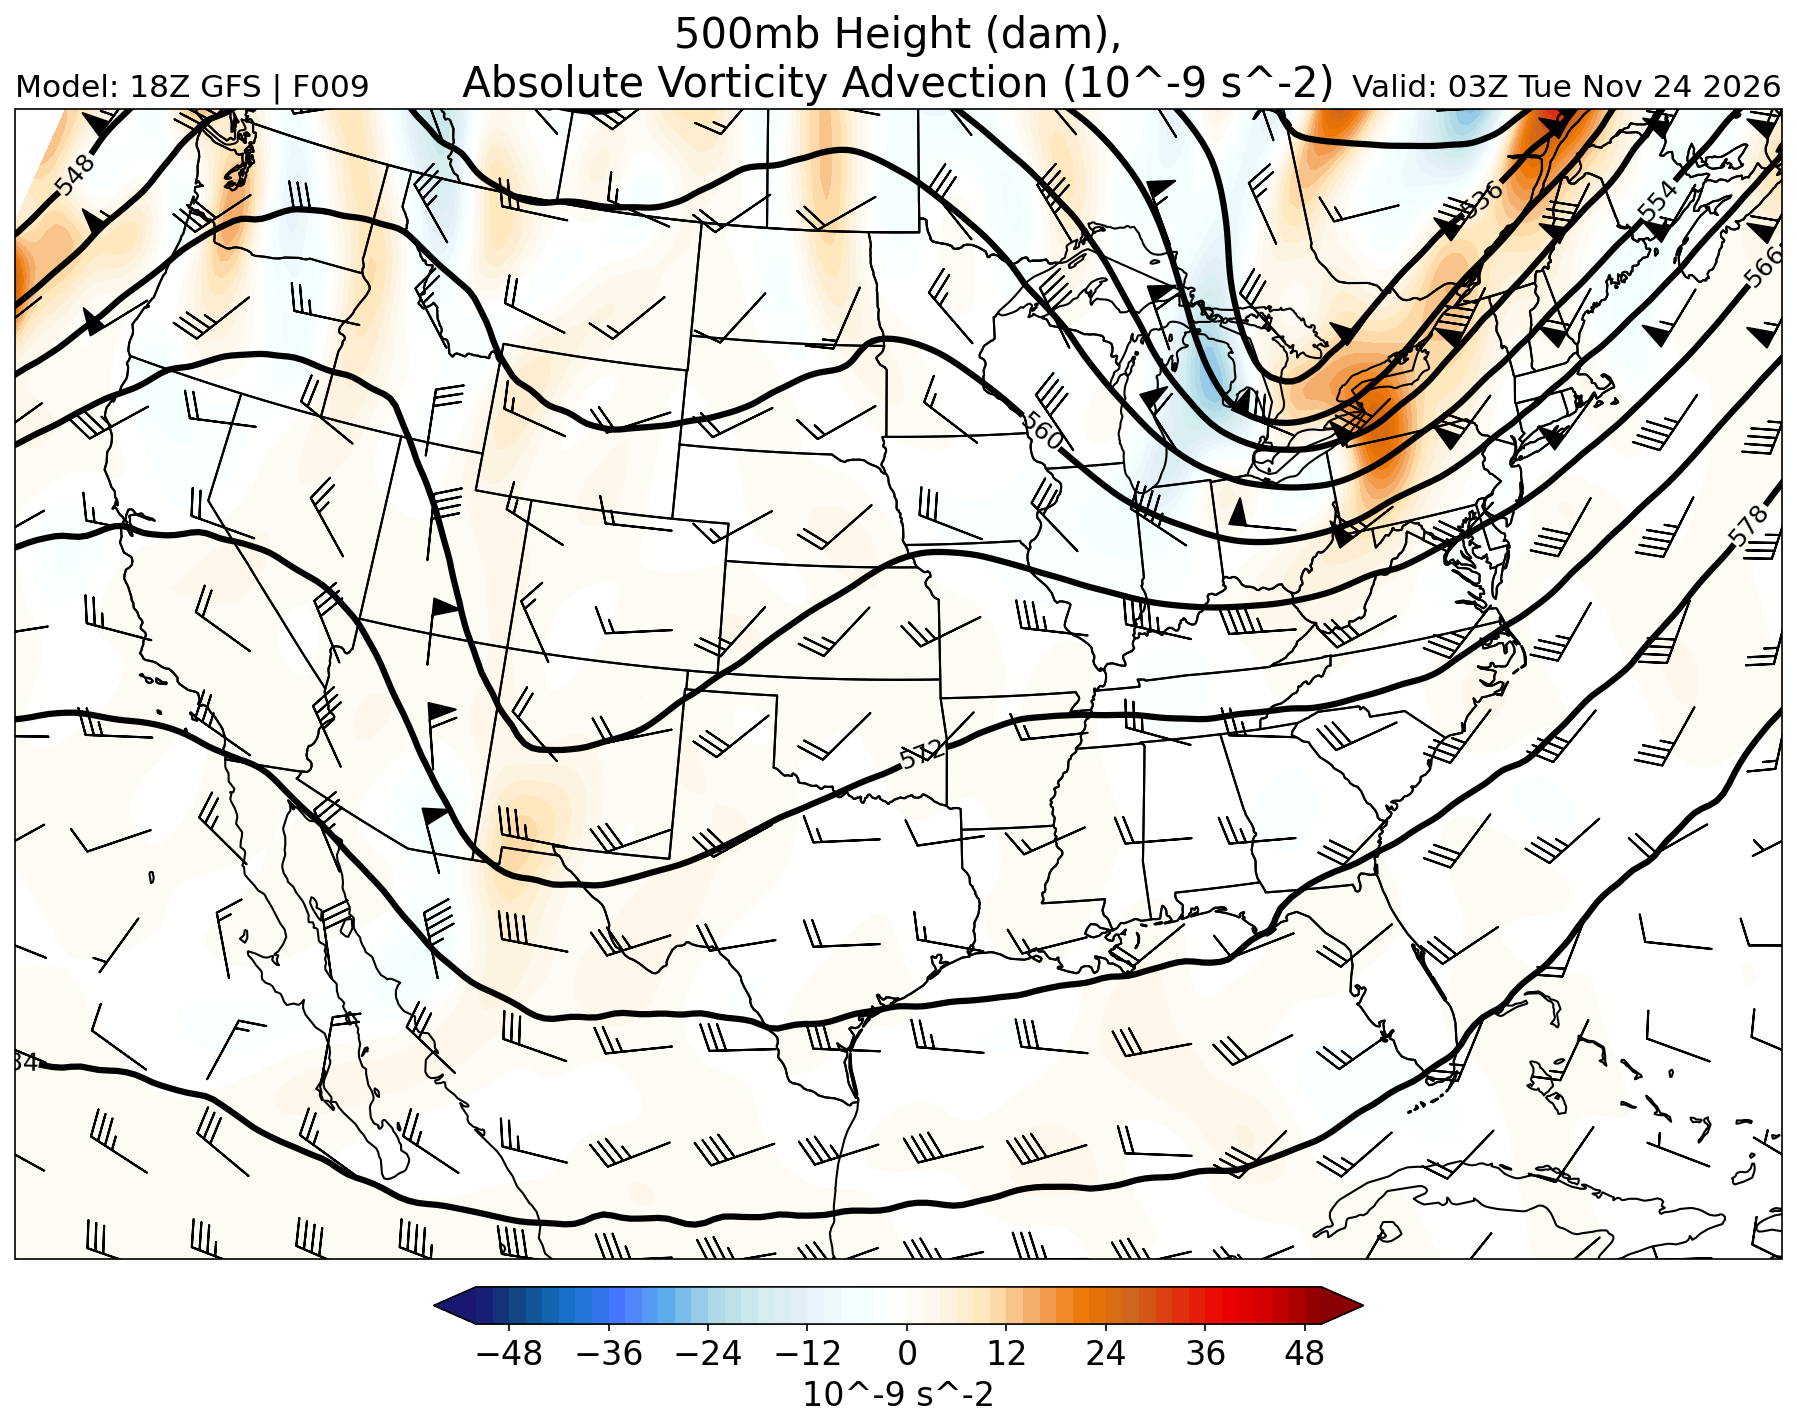 500mb Height (dam),
Model: 18Z GFS | F009
Absolute Vorticity Advection (10^-9 s^-2)
Valid: 03Z Tue Nov 24 2026
548
536
554
566
560
578
572
34
−48 −36 −24 −12 0 12 24 36 48
10^-9 s^-2